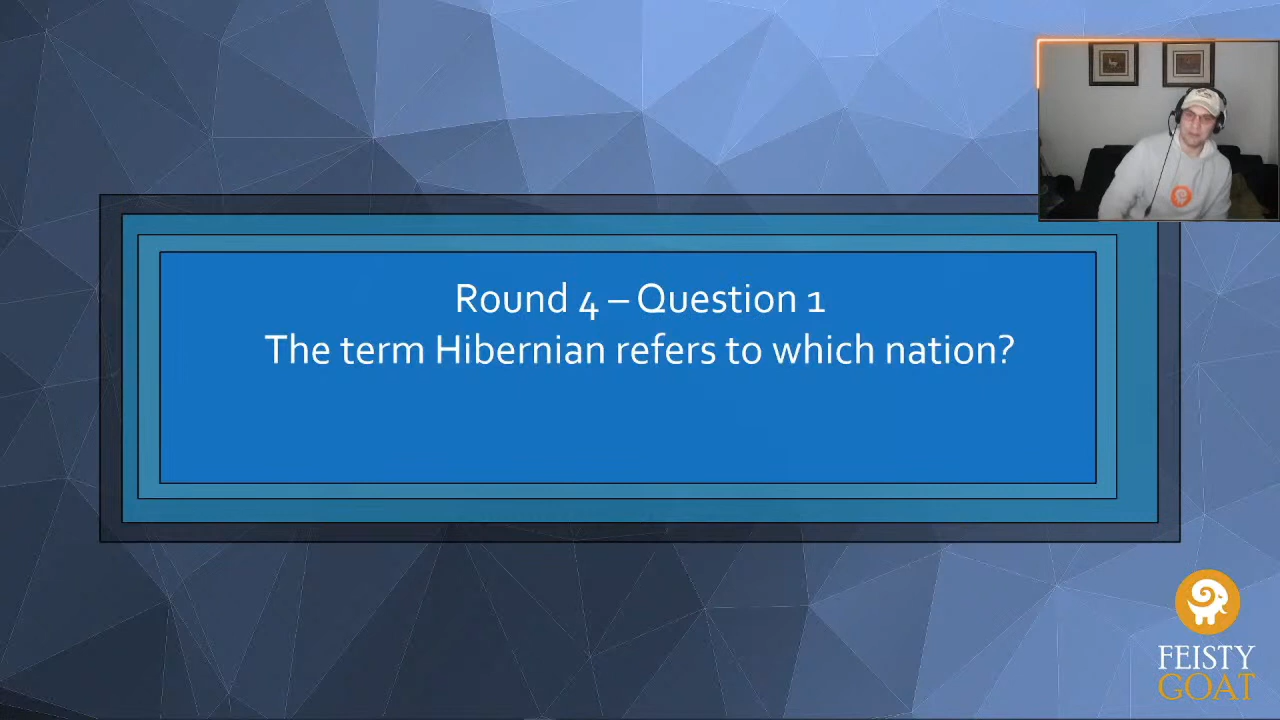 Round 4 – Question 1
The term Hibernian refers to which nation?
FEISTY
GOAT